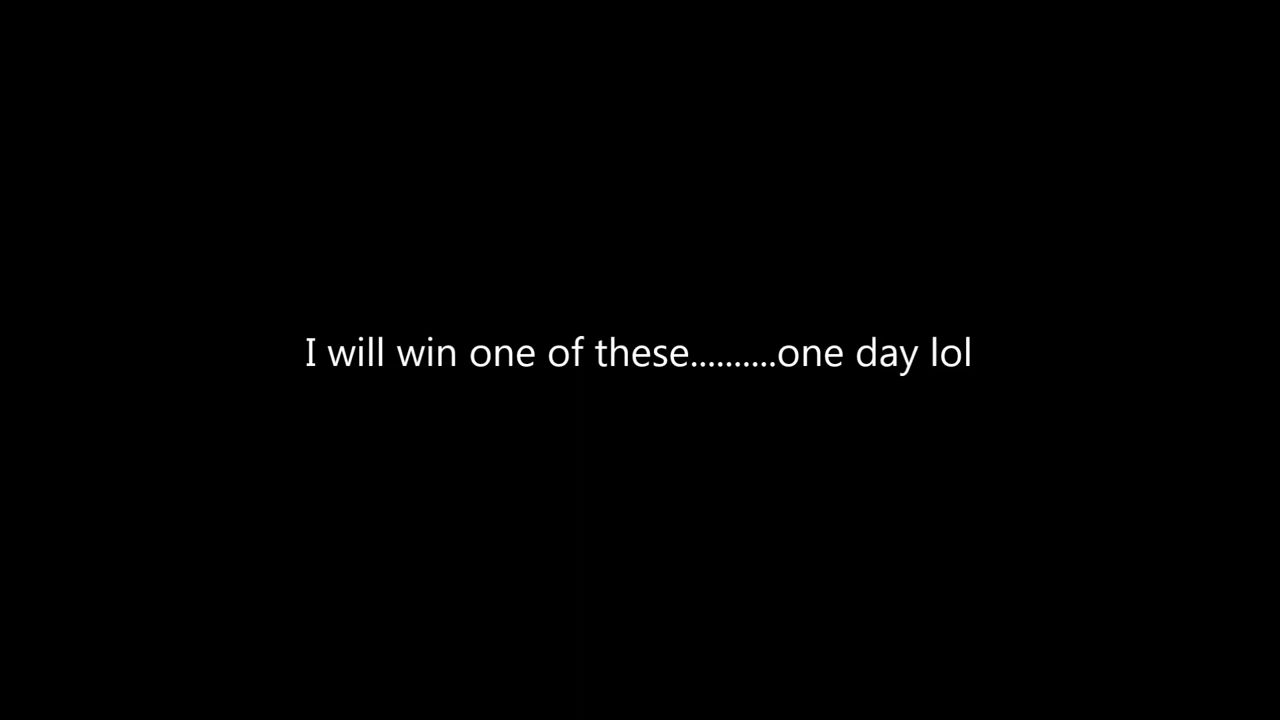 I will win one of these..........one day lol